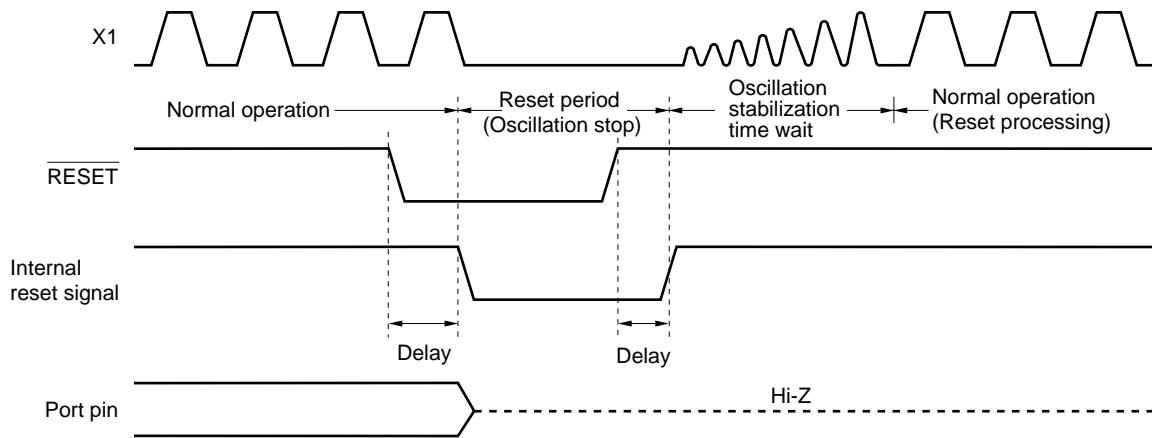 X1
Normal operation
Reset period
(Oscillation stop)
Oscillation
stabilization
time wait
Normal operation
(Reset processing)
RESET
Internal
reset signal
Delay
Delay
Port pin
Hi-Z